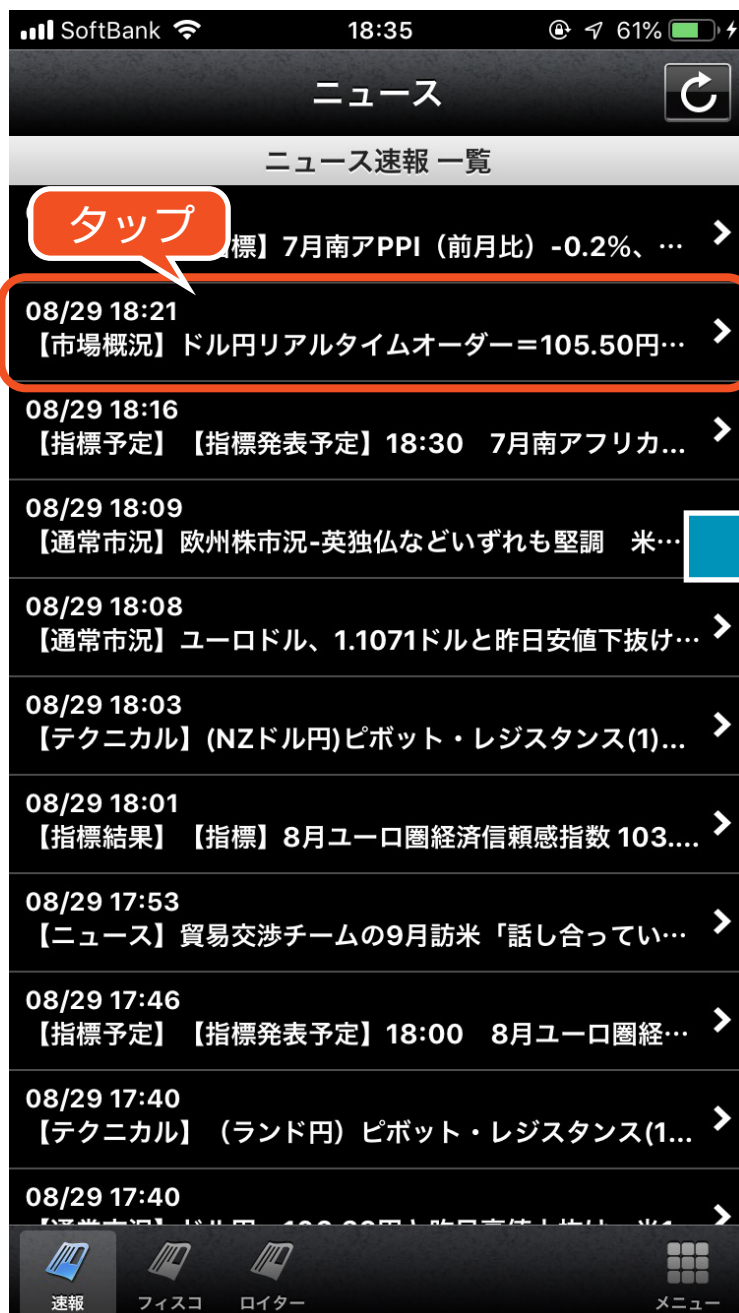 SoftBank 18:35 61%
ニュース
ニュース速報 一覧
タップ
標】7月南アPPI（前月比）-0.2%、…
08/29 18:21
【市場概況】ドル円リアルタイムオーダー＝105.50円…
08/29 18:16
【指標予定】【指標発表予定】18:30　7月南アフリカ...
08/29 18:09
【通常市況】欧州株市況-英独仏などいずれも堅調　米…
08/29 18:08
【通常市況】ユーロドル、1.1071ドルと昨日安値下抜け…
08/29 18:03
【テクニカル】(NZドル円)ピボット・レジスタンス(1)...
08/29 18:01
【指標結果】【指標】8月ユーロ圏経済信頼感指数 103....
08/29 17:53
【ニュース】貿易交渉チームの9月訪米「話し合ってい…
08/29 17:46
【指標予定】【指標発表予定】18:00　8月ユーロ圏経…
08/29 17:40
【テクニカル】（ランド円）ピボット・レジスタンス(1...
08/29 17:40
速報 フィスコ ロイター メニュー